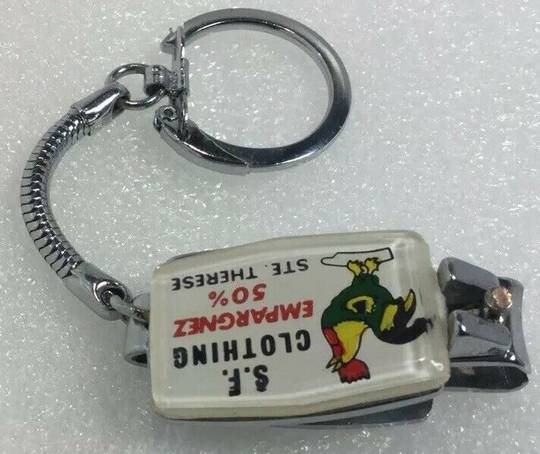 S.F.
CLOTHING
EMPARGNEZ
50%
STE. THERESE